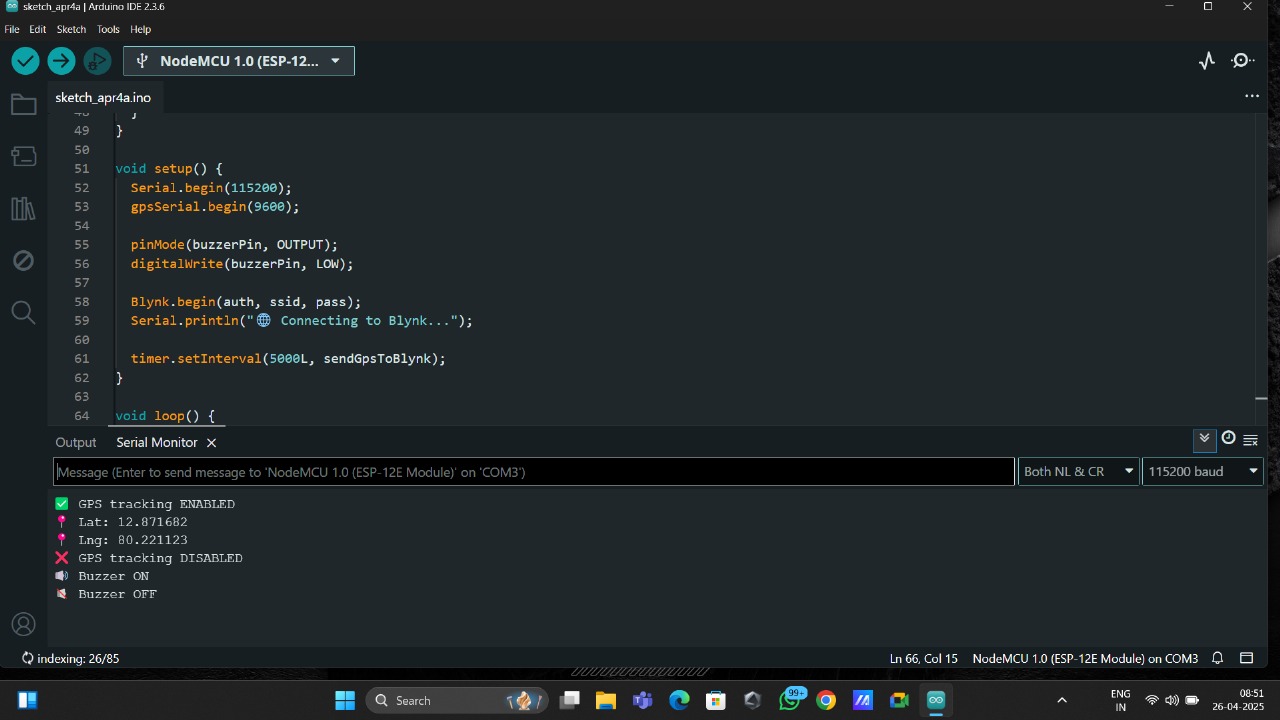 sketch_apr4a | Arduino IDE 2.3.6
File Edit Sketch Tools Help
NodeMCU 1.0 (ESP-12...
sketch_apr4a.ino
48 }
49 }
50
51 void setup() {
52 Serial.begin(115200);
53 gpsSerial.begin(9600);
54
55 pinMode(buzzerPin, OUTPUT);
56 digitalWrite(buzzerPin, LOW);
57
58 Blynk.begin(auth, ssid, pass);
59 Serial.println("🌐 Connecting to Blynk...");
60
61 timer.setInterval(5000L, sendGpsToBlynk);
62 }
63
64 void loop() {
Output Serial Monitor
Message (Enter to send message to 'NodeMCU 1.0 (ESP-12E Module)' on 'COM3') Both NL & CR 115200 baud
✅ GPS tracking ENABLED
📍 Lat: 12.871682
📍 Lng: 80.221123
❌ GPS tracking DISABLED
🔊 Buzzer ON
🔇 Buzzer OFF
indexing: 26/85 Ln 66, Col 15 NodeMCU 1.0 (ESP-12E Module) on COM3
Search 99+ ENG IN 08:51 26-04-2025